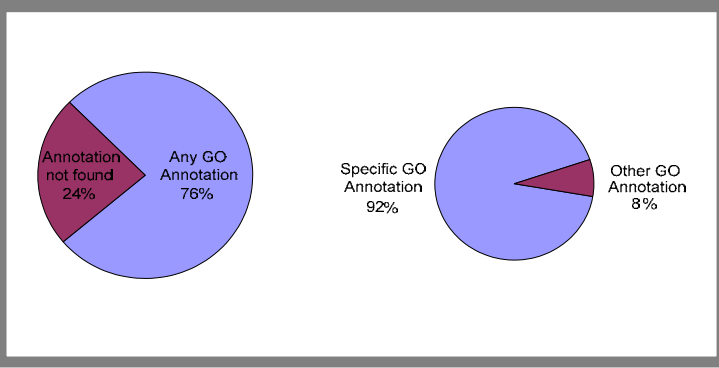 Annotation
not found
24%
Any GO
Annotation
76%
Specific GO
Annotation
92%
Other GO
Annotation
8%